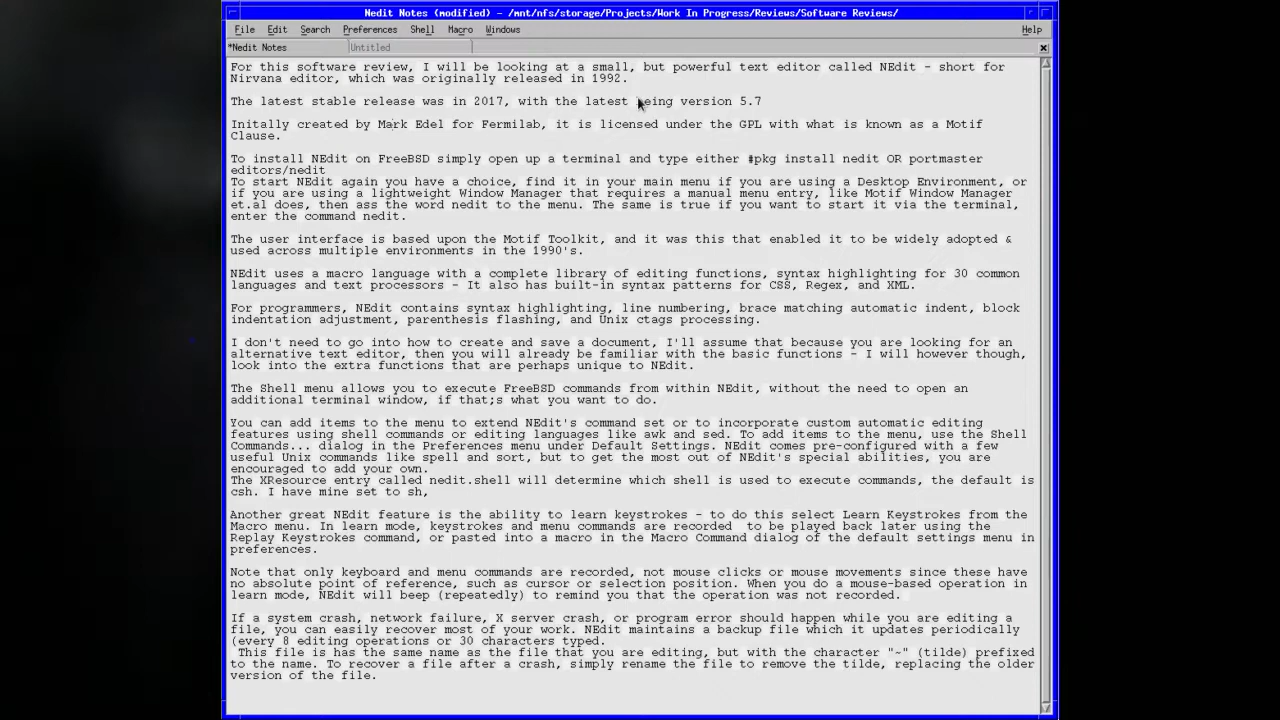 Nedit Notes (modified) - /mnt/nfs/storage/Projects/Work In Progress/Reviews/Software Reviews/
File Edit Search Preferences Shell Macro Windows Help
*Nedit Notes Untitled
For this software review, I will be looking at a small, but powerful text editor called NEdit - short for
Nirvana editor, which was originally released in 1992.
The latest stable release was in 2017, with the latest being version 5.7
Initally created by Mark Edel for Fermilab, it is licensed under the GPL with what is known as a Motif
Clause.
To install NEdit on FreeBSD simply open up a terminal and type either #pkg install nedit OR portmaster
editors/nedit
To start NEdit again you have a choice, find it in your main menu if you are using a Desktop Environment, or
if you are using a lightweight Window Manager that requires a manual menu entry, like Motif Window Manager
et.al does, then ass the word nedit to the menu. The same is true if you want to start it via the terminal,
enter the command nedit.
The user interface is based upon the Motif Toolkit, and it was this that enabled it to be widely adopted &
used across multiple environments in the 1990's.
NEdit uses a macro language with a complete library of editing functions, syntax highlighting for 30 common
languages and text processors - It also has built-in syntax patterns for CSS, Regex, and XML.
For programmers, NEdit contains syntax highlighting, line numbering, brace matching automatic indent, block
indentation adjustment, parenthesis flashing, and Unix ctags processing.
I don't need to go into how to create and save a document, I'll assume that because you are looking for an
alternative text editor, then you will already be familiar with the basic functions - I will however though,
look into the extra functions that are perhaps unique to NEdit.
The Shell menu allows you to execute FreeBSD commands from within NEdit, without the need to open an
additional terminal window, if that;s what you want to do.
You can add items to the menu to extend NEdit's command set or to incorporate custom automatic editing
features using shell commands or editing languages like awk and sed. To add items to the menu, use the Shell
Commands... dialog in the Preferences menu under Default Settings. NEdit comes pre-configured with a few
useful Unix commands like spell and sort, but to get the most out of NEdit's special abilities, you are
encouraged to add your own.
The XResource entry called nedit.shell will determine which shell is used to execute commands, the default is
csh. I have mine set to sh,
Another great NEdit feature is the ability to learn keystrokes - to do this select Learn Keystrokes from the
Macro menu. In learn mode, keystrokes and menu commands are recorded  to be played back later using the
Replay Keystrokes command, or pasted into a macro in the Macro Command dialog of the default settings menu in
preferences.
Note that only keyboard and menu commands are recorded, not mouse clicks or mouse movements since these have
no absolute point of reference, such as cursor or selection position. When you do a mouse-based operation in
learn mode, NEdit will beep (repeatedly) to remind you that the operation was not recorded.
If a system crash, network failure, X server crash, or program error should happen while you are editing a
file, you can easily recover most of your work. NEdit maintains a backup file which it updates periodically
(every 8 editing operations or 30 characters typed.
This file is has the same name as the file that you are editing, but with the character "~" (tilde) prefixed
to the name. To recover a file after a crash, simply rename the file to remove the tilde, replacing the older
version of the file.